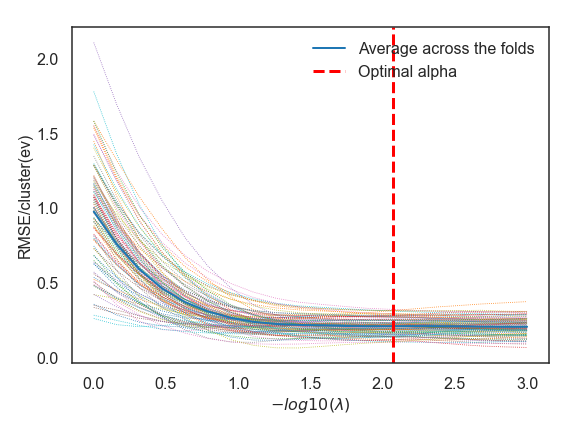 Average across the folds
Optimal alpha
RMSE/cluster(ev)
2.0
1.5
1.0
0.5
0.0
0.0 0.5 1.0 1.5 2.0 2.5 3.0
−log10(λ)